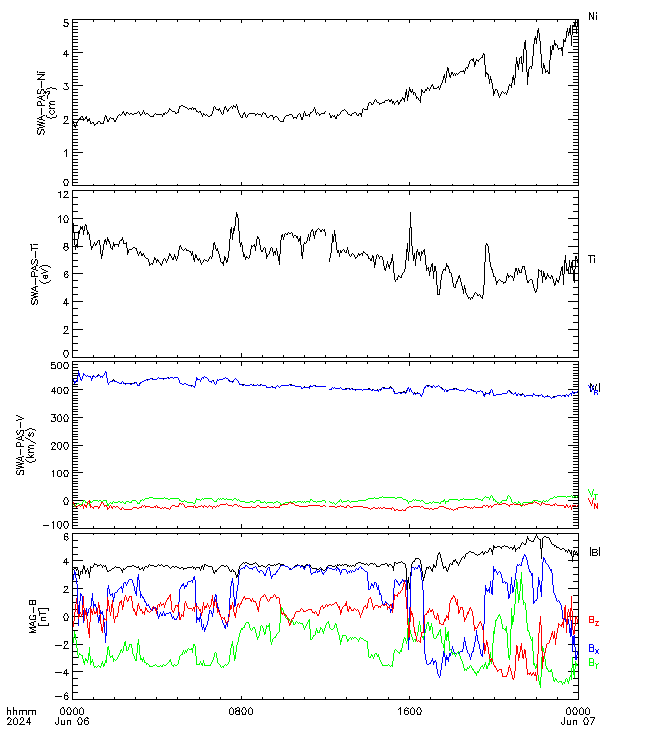 Ni
5
4
3
2
1
0
SWA-PAS-Ni
(cm-3)
12
10
8
6
4
2
0
SWA-PAS-Ti
(eV)
Ti
500
400
300
200
100
0
-100
SWA-PAS-V
(km/s)
VR
VT
VN
6
4
2
0
-2
-4
-6
MAG-B
[nT]
|B|
BZ
BX
BY
hhmm 0000 0800 1600 0000
2024 Jun 06 Jun 07